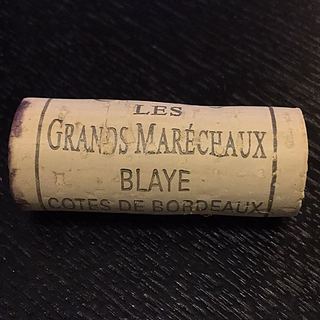 LES
GRANDS MARÉCHAUX
BLAYE
COTES DE BORDEAUX